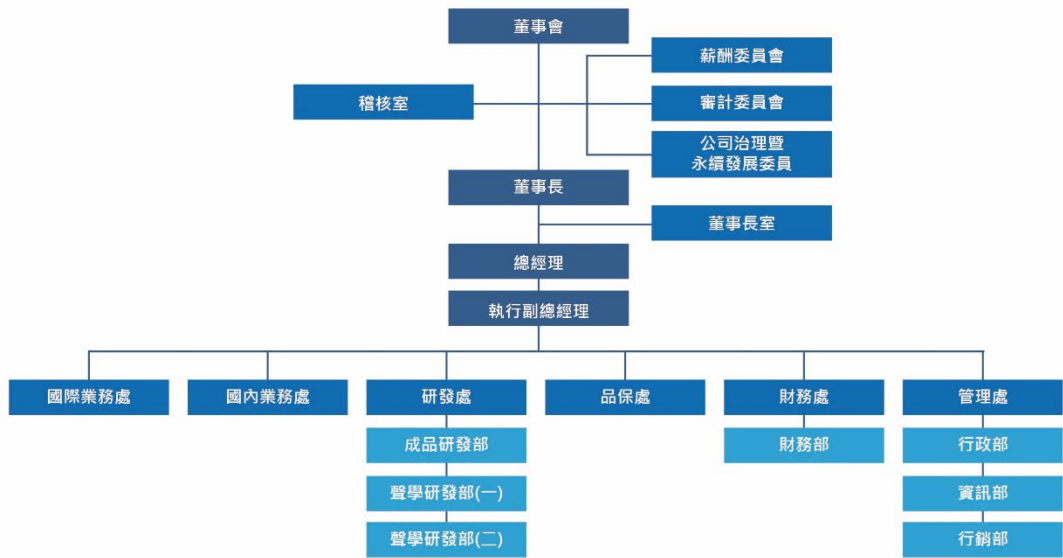 董事會
薪酬委員會
稽核室
審計委員會
公司治理暨
永續發展委員
董事長
董事長室
總經理
執行副總經理
國際業務處
國內業務處
研發處
品保處
財務處
管理處
成品研發部
財務部
行政部
聲學研發部(一)
資訊部
聲學研發部(二)
行銷部